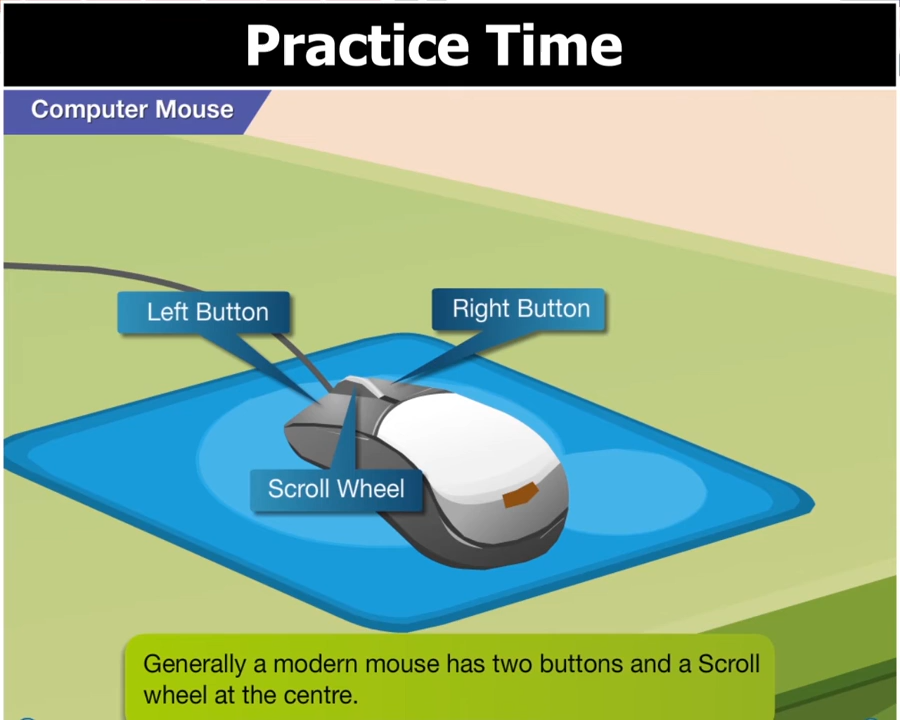 Practice Time
Computer Mouse
Left Button
Right Button
Scroll Wheel
Generally a modern mouse has two buttons and a Scroll
wheel at the centre.